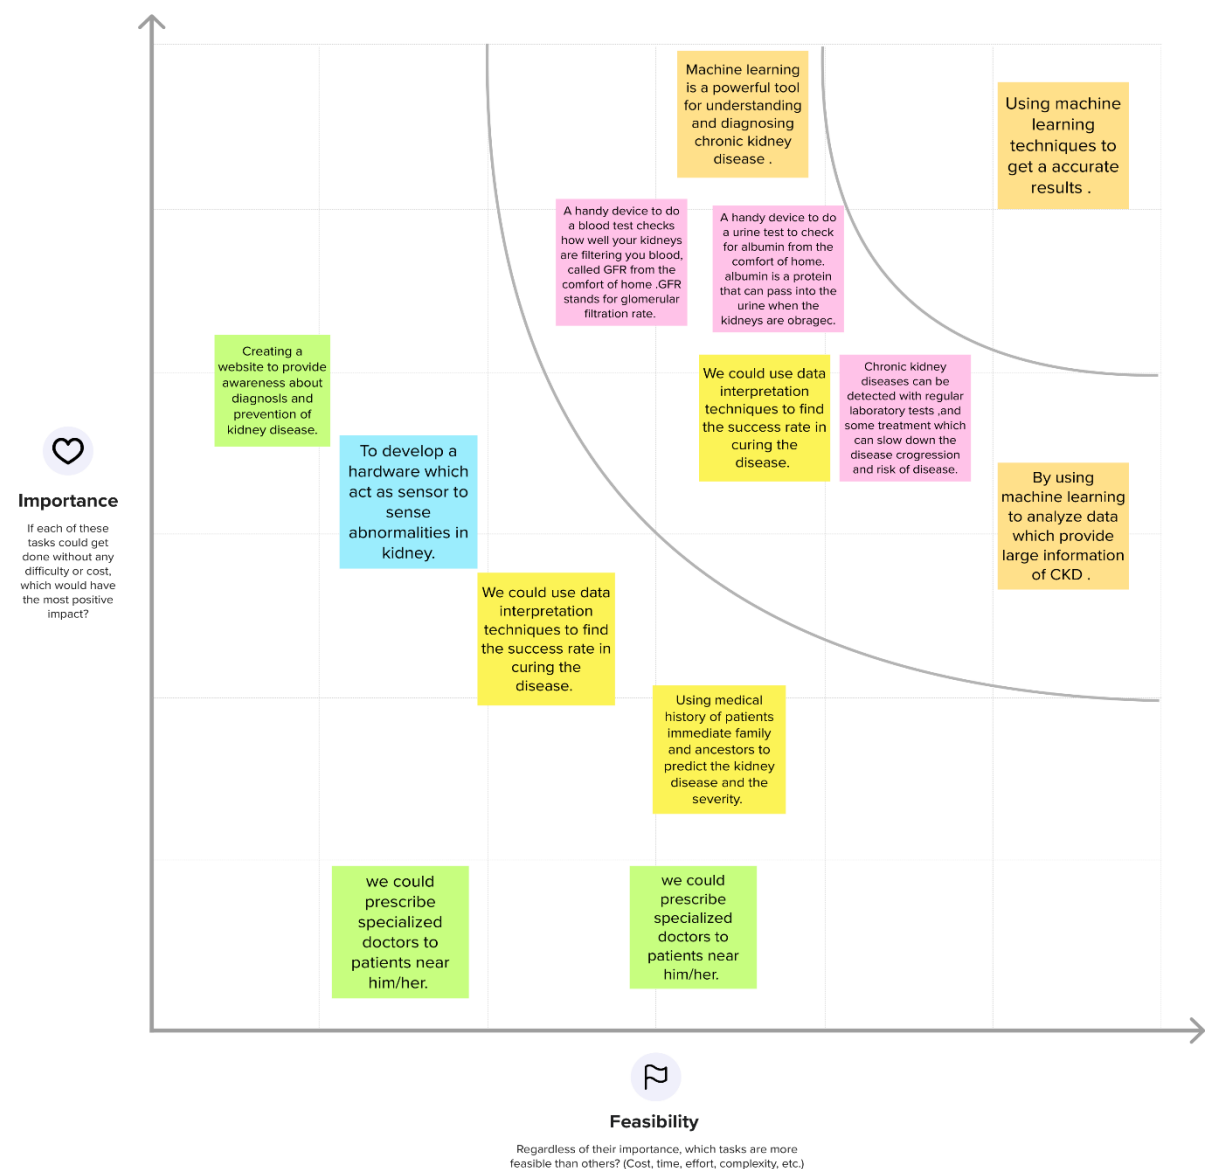 Machine learning
is a powerful tool
for understanding
and diagnosing
chronic kidney
disease .
Using machine
learning
techniques to
get a accurate
results .
A handy device to do
a blood test checks
how well your kidneys
are filtering you blood,
called GFR from the
comfort of home .GFR
stands for glomerular
filtration rate.
A handy device to do
a urine test to check
for albumin from the
comfort of home.
albumin is a protein
that can pass into the
urine when the
kidneys are obragec.
Creating a
website to provide
awareness about
diagnosis and
prevention of
kidney disease.
We could use data
interpretation
techniques to find
the success rate in
curing the
disease.
Chronic kidney
diseases can be
detected with regular
laboratory tests ,and
some treatment which
can slow down the
disease crogression
and risk of disease.
To develop a
hardware which
act as sensor to
sense
abnormalities in
kidney.
By using
machine learning
to analyze data
which provide
large information
of CKD .
Importance
If each of these
tasks could get
done without any
difficulty or cost,
which would have
the most positive
impact?
We could use data
interpretation
techniques to find
the success rate in
curing the
disease.
Using medical
history of patients
immediate family
and ancestors to
predict the kidney
disease and the
severity.
we could
prescribe
specialized
doctors to
patients near
him/her.
we could
prescribe
specialized
doctors to
patients near
him/her.
Feasibility
Regardless of their importance, which tasks are more
feasible than others? (Cost, time, effort, complexity, etc.)